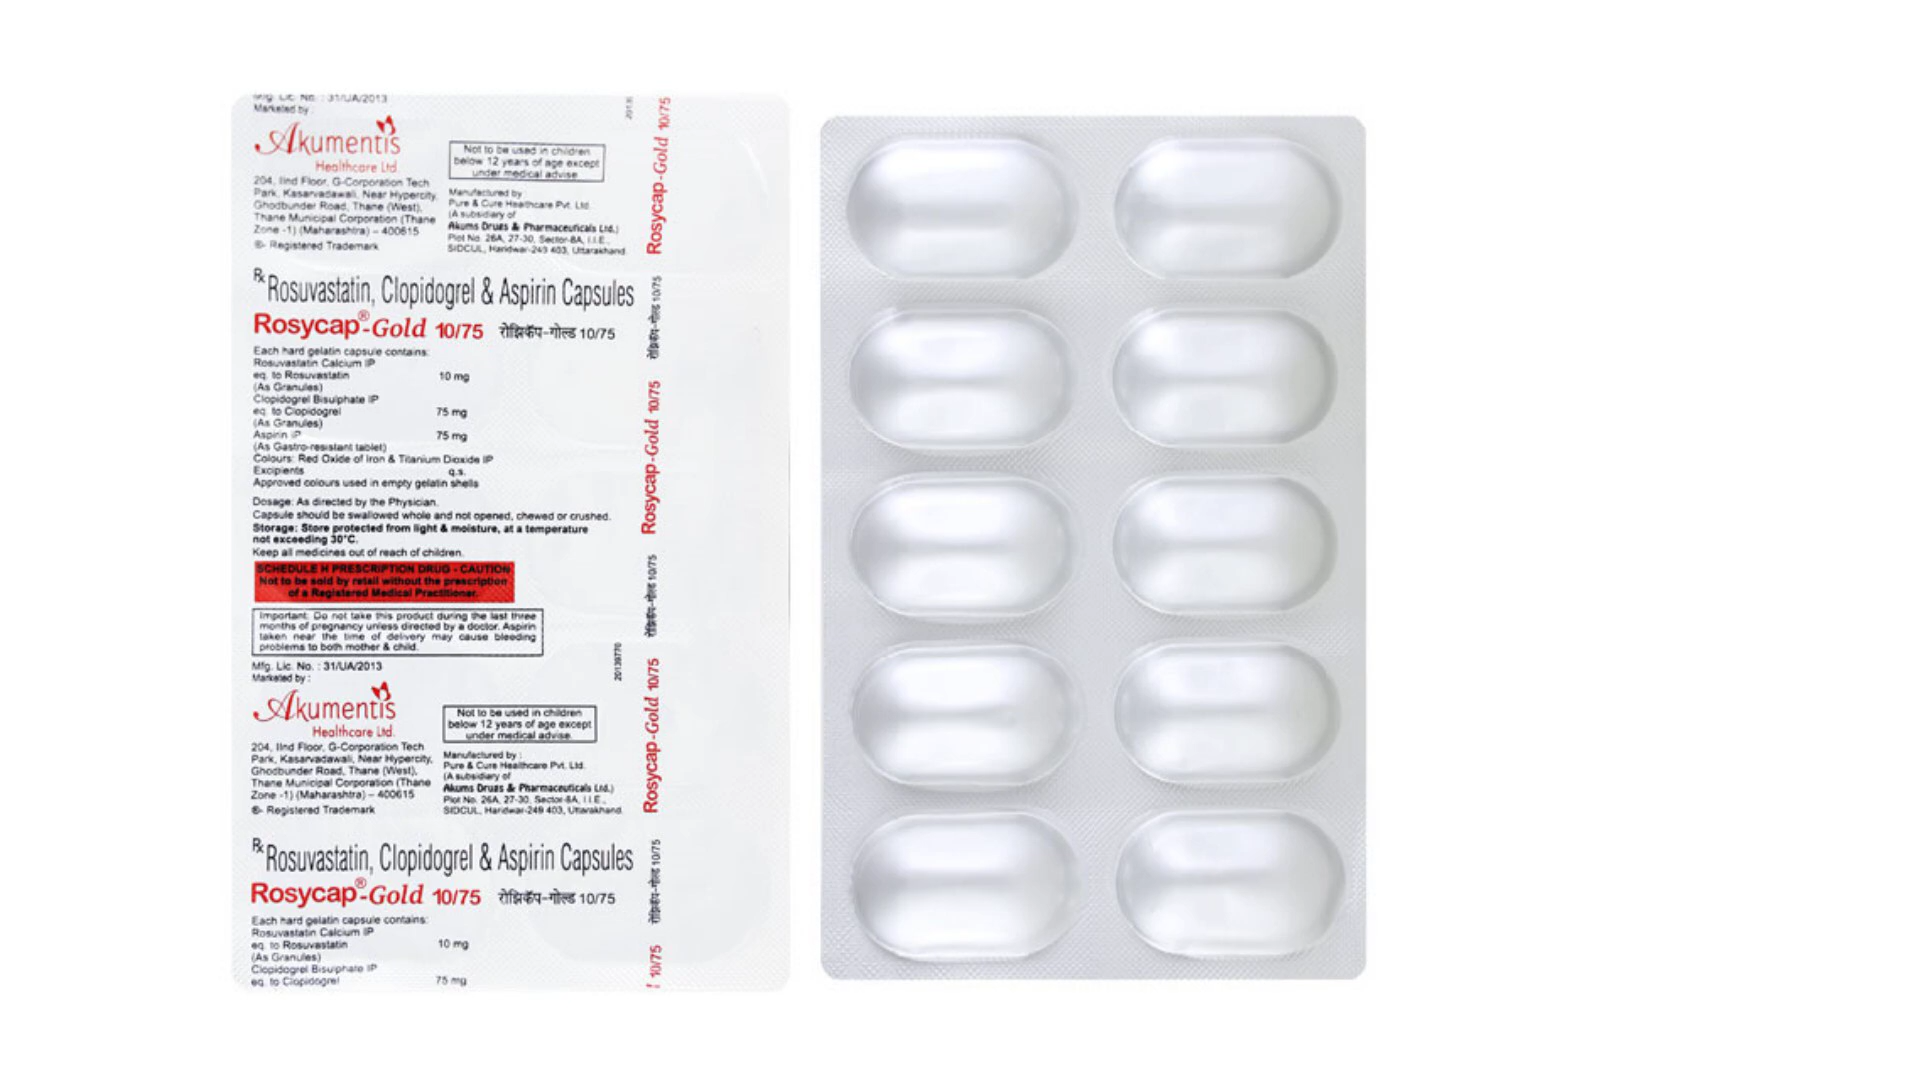 Mfg. Lic. No. : 31/UA/2013
Marketed by :
Akumentis
Healthcare Ltd.
204, IInd Floor, G-Corporation Tech
Park, Kasarvadawali, Near Hypercity,
Ghodbunder Road, Thane (West),
Thane Municipal Corporation (Thane
Zone -1) (Maharashtra) – 400615
®- Registered Trademark
Not to be used in children
below 12 years of age except
under medical advise
Manufactured by
Pure & Cure Healthcare Pvt. Ltd.
(A subsidiary of
Akums Drugs & Pharmaceuticals Ltd.)
Plot No. 26A, 27-30, Sector-8A, I.I.E.,
SIDCUL, Haridwar-249 403, Uttarakhand.
Rx Rosuvastatin, Clopidogrel & Aspirin Capsules
Rosycap®-Gold 10/75 रोझिकॅप-गोल्ड 10/75
Each hard gelatin capsule contains:
Rosuvastatin Calcium IP
eq. to Rosuvastatin 10 mg
(As Granules)
Clopidogrel Bisulphate IP
eq. to Clopidogrel 75 mg
(As Granules)
Aspirin IP 75 mg
(As Gastro-resistant tablet)
Colours: Red Oxide of Iron & Titanium Dioxide IP
Excipients q.s.
Approved colours used in empty gelatin shells
Dosage: As directed by the Physician.
Capsule should be swallowed whole and not opened, chewed or crushed.
Storage: Store protected from light & moisture, at a temperature
not exceeding 30°C.
Keep all medicines out of reach of children.
SCHEDULE H PRESCRIPTION DRUG - CAUTION
Not to be sold by retail without the prescription
of a Registered Medical Practitioner.
Important: Do not take this product during the last three
months of pregnancy unless directed by a doctor. Aspirin
taken near the time of delivery may cause bleeding
problems to both mother & child.
Mfg. Lic. No. : 31/UA/2013
Marketed by :
Akumentis
Healthcare Ltd.
204, IInd Floor, G-Corporation Tech
Park, Kasarvadawali, Near Hypercity,
Ghodbunder Road, Thane (West),
Thane Municipal Corporation (Thane
Zone -1) (Maharashtra) – 400615
®- Registered Trademark
Not to be used in children
below 12 years of age except
under medical advise.
Manufactured by :
Pure & Cure Healthcare Pvt. Ltd.
(A subsidiary of
Akums Drugs & Pharmaceuticals Ltd.)
Plot No. 26A, 27-30, Sector-8A, I.I.E.,
SIDCUL, Haridwar-249 403, Uttarakhand.
Rx Rosuvastatin, Clopidogrel & Aspirin Capsules
Rosycap®-Gold 10/75 रोझिकॅप-गोल्ड 10/75
Each hard gelatin capsule contains:
Rosuvastatin Calcium IP
eq. to Rosuvastatin 10 mg
(As Granules)
Clopidogrel Bisulphate IP
eq. to Clopidogrel 75 mg
Rosycap-Gold 10/75
रोझिकॅप-गोल्ड 10/75
Rosycap-Gold 10/75
रोझिकॅप-गोल्ड 10/75
Rosycap-Gold 10/75
रोझिकॅप-गोल्ड 10/75
10/75
20139770